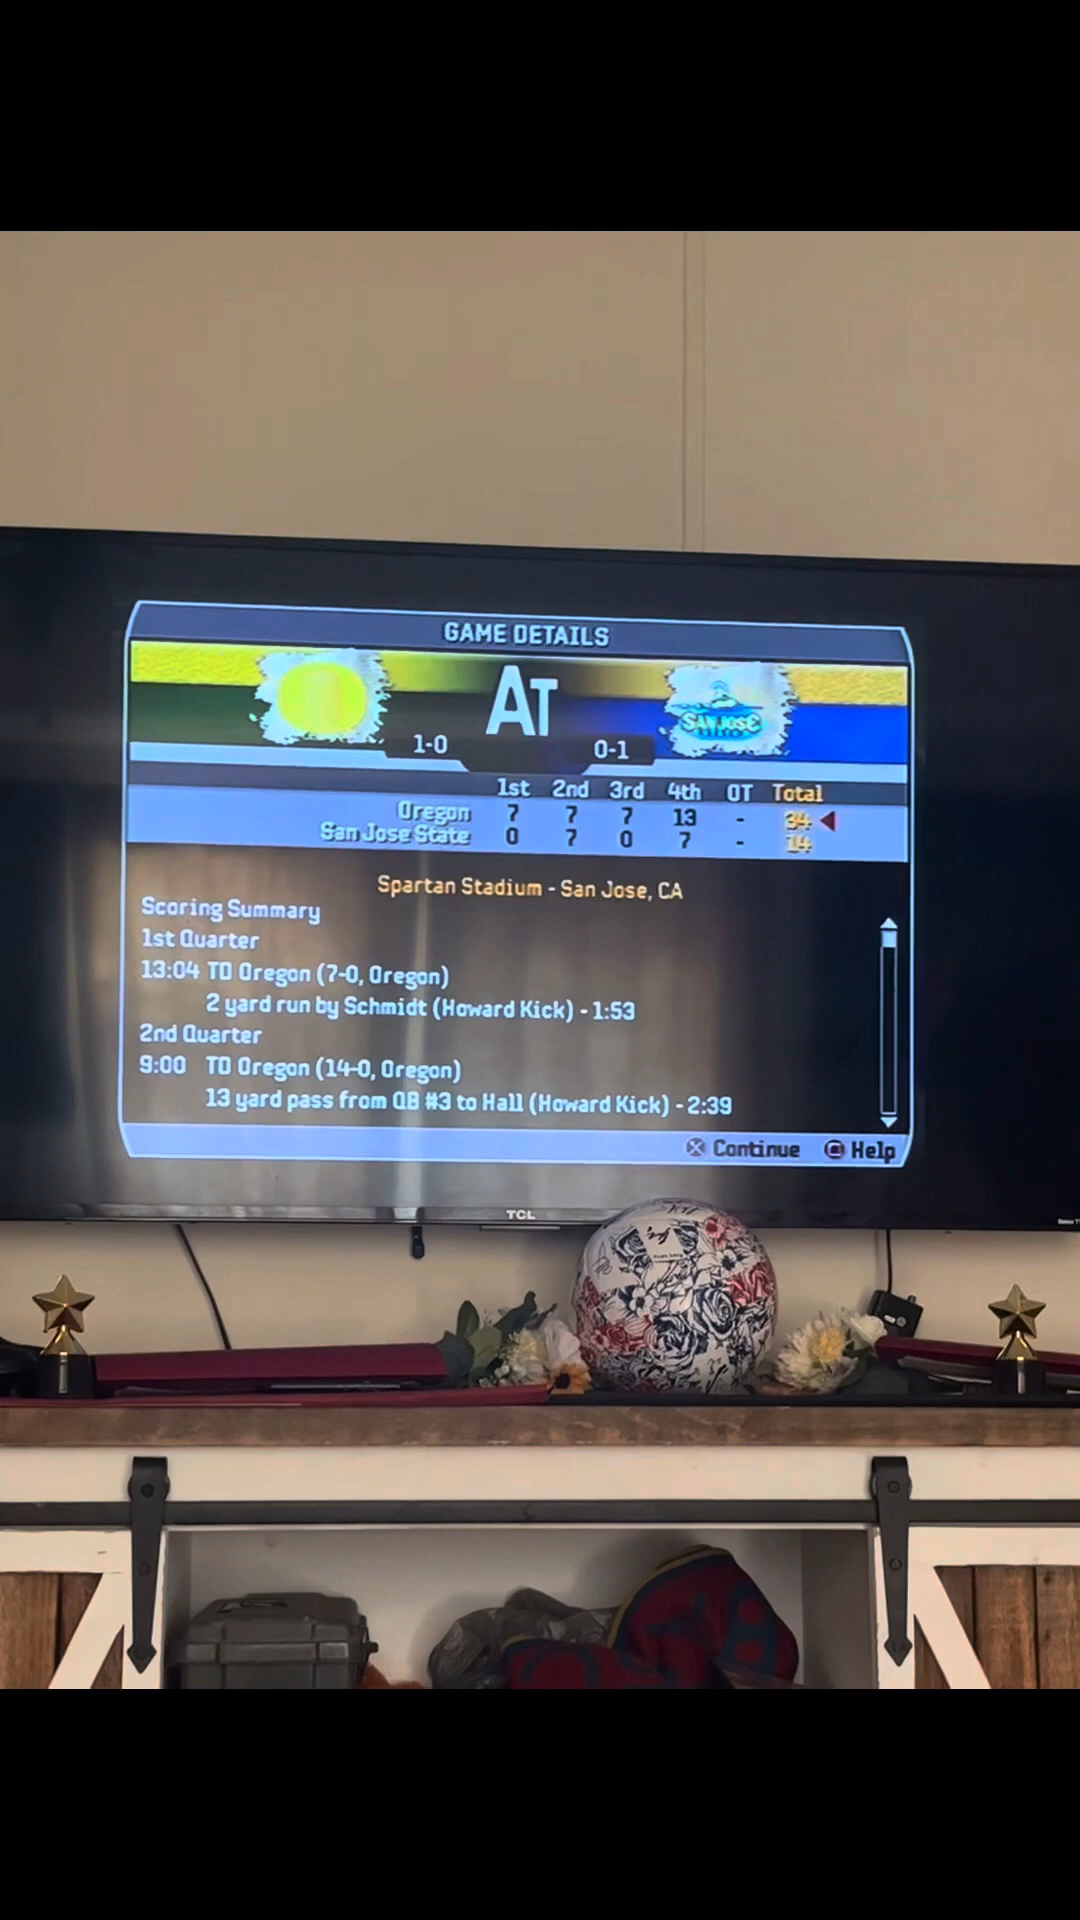 GAME DETAILS
AT
SAN JOSE
1-0
0-1
1st 2nd 3rd 4th OT Total
Oregon 7 7 7 13 - 34
San Jose State 0 7 0 7 - 14
Spartan Stadium - San Jose, CA
Scoring Summary
1st Quarter
13:04 TD Oregon (7-0, Oregon)
2 yard run by Schmidt (Howard Kick) - 1:53
2nd Quarter
9:00 TD Oregon (14-0, Oregon)
13 yard pass from QB #3 to Hall (Howard Kick) - 2:39
Continue Help
TCL